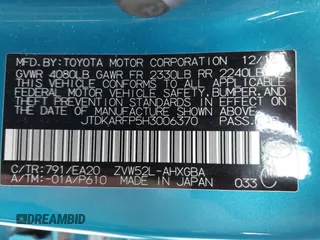 MFD. BY: TOYOTA MOTOR CORPORATION 12/
GVWR 4080LB GAWR FR 2330LB RR 2240LB
THIS VEHICLE CONFORMS TO ALL APPLICABLE
FEDERAL MOTOR VEHICLE SAFETY AND
THEFT PREVENTION STANDARDS IN EFFECT ON THE
DATE OF MANUFACTURE SHOWN ABOVE.
JTDKARFP5H3006370 PASS.
C/TR: 791/EA20 ZVW52L-AHXGBA
A/TM: -01A/P610 MADE IN JAPAN 033 C
DREAMBID